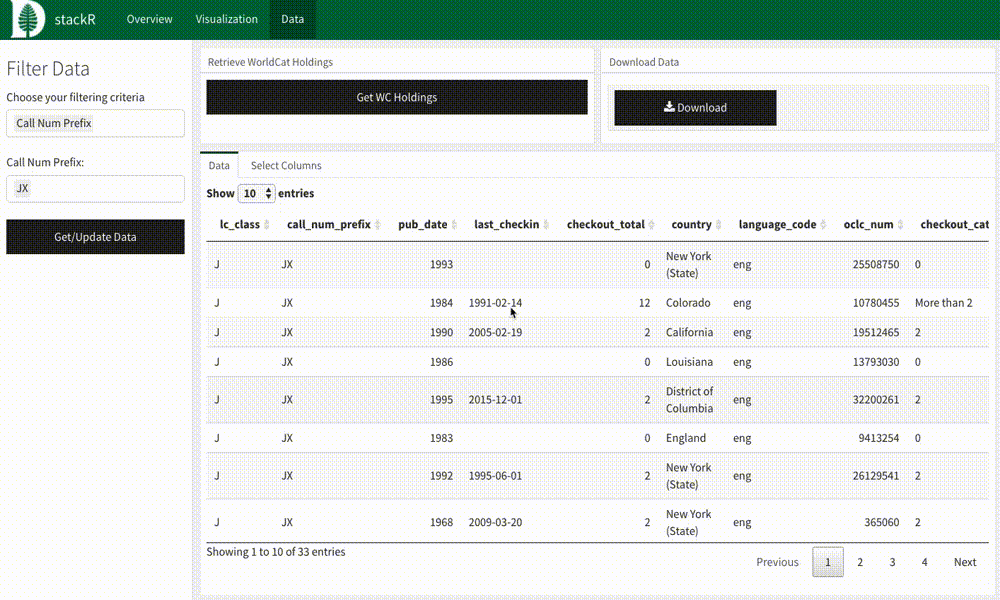 stackR Overview Visualization Data
Filter Data
Choose your filtering criteria
Call Num Prefix
Call Num Prefix:
JX
Get/Update Data
Retrieve WorldCat Holdings
Get WC Holdings
Download Data
Download
Data Select Columns
Show 10 entries
lc_class call_num_prefix pub_date last_checkin checkout_total country language_code oclc_num checkout_cat
J JX 1993 0 New York (State) eng 25508750 0
J JX 1984 1991-02-14 12 Colorado eng 10780455 More than 2
J JX 1990 2005-02-19 2 California eng 19512465 2
J JX 1986 0 Louisiana eng 13793030 0
J JX 1995 2015-12-01 2 District of Columbia eng 32200261 2
J JX 1983 0 England eng 9413254 0
J JX 1992 1995-06-01 2 New York (State) eng 26129541 2
J JX 1968 2009-03-20 2 New York (State) eng 365060 2
Showing 1 to 10 of 33 entries
Previous 1 2 3 4 Next